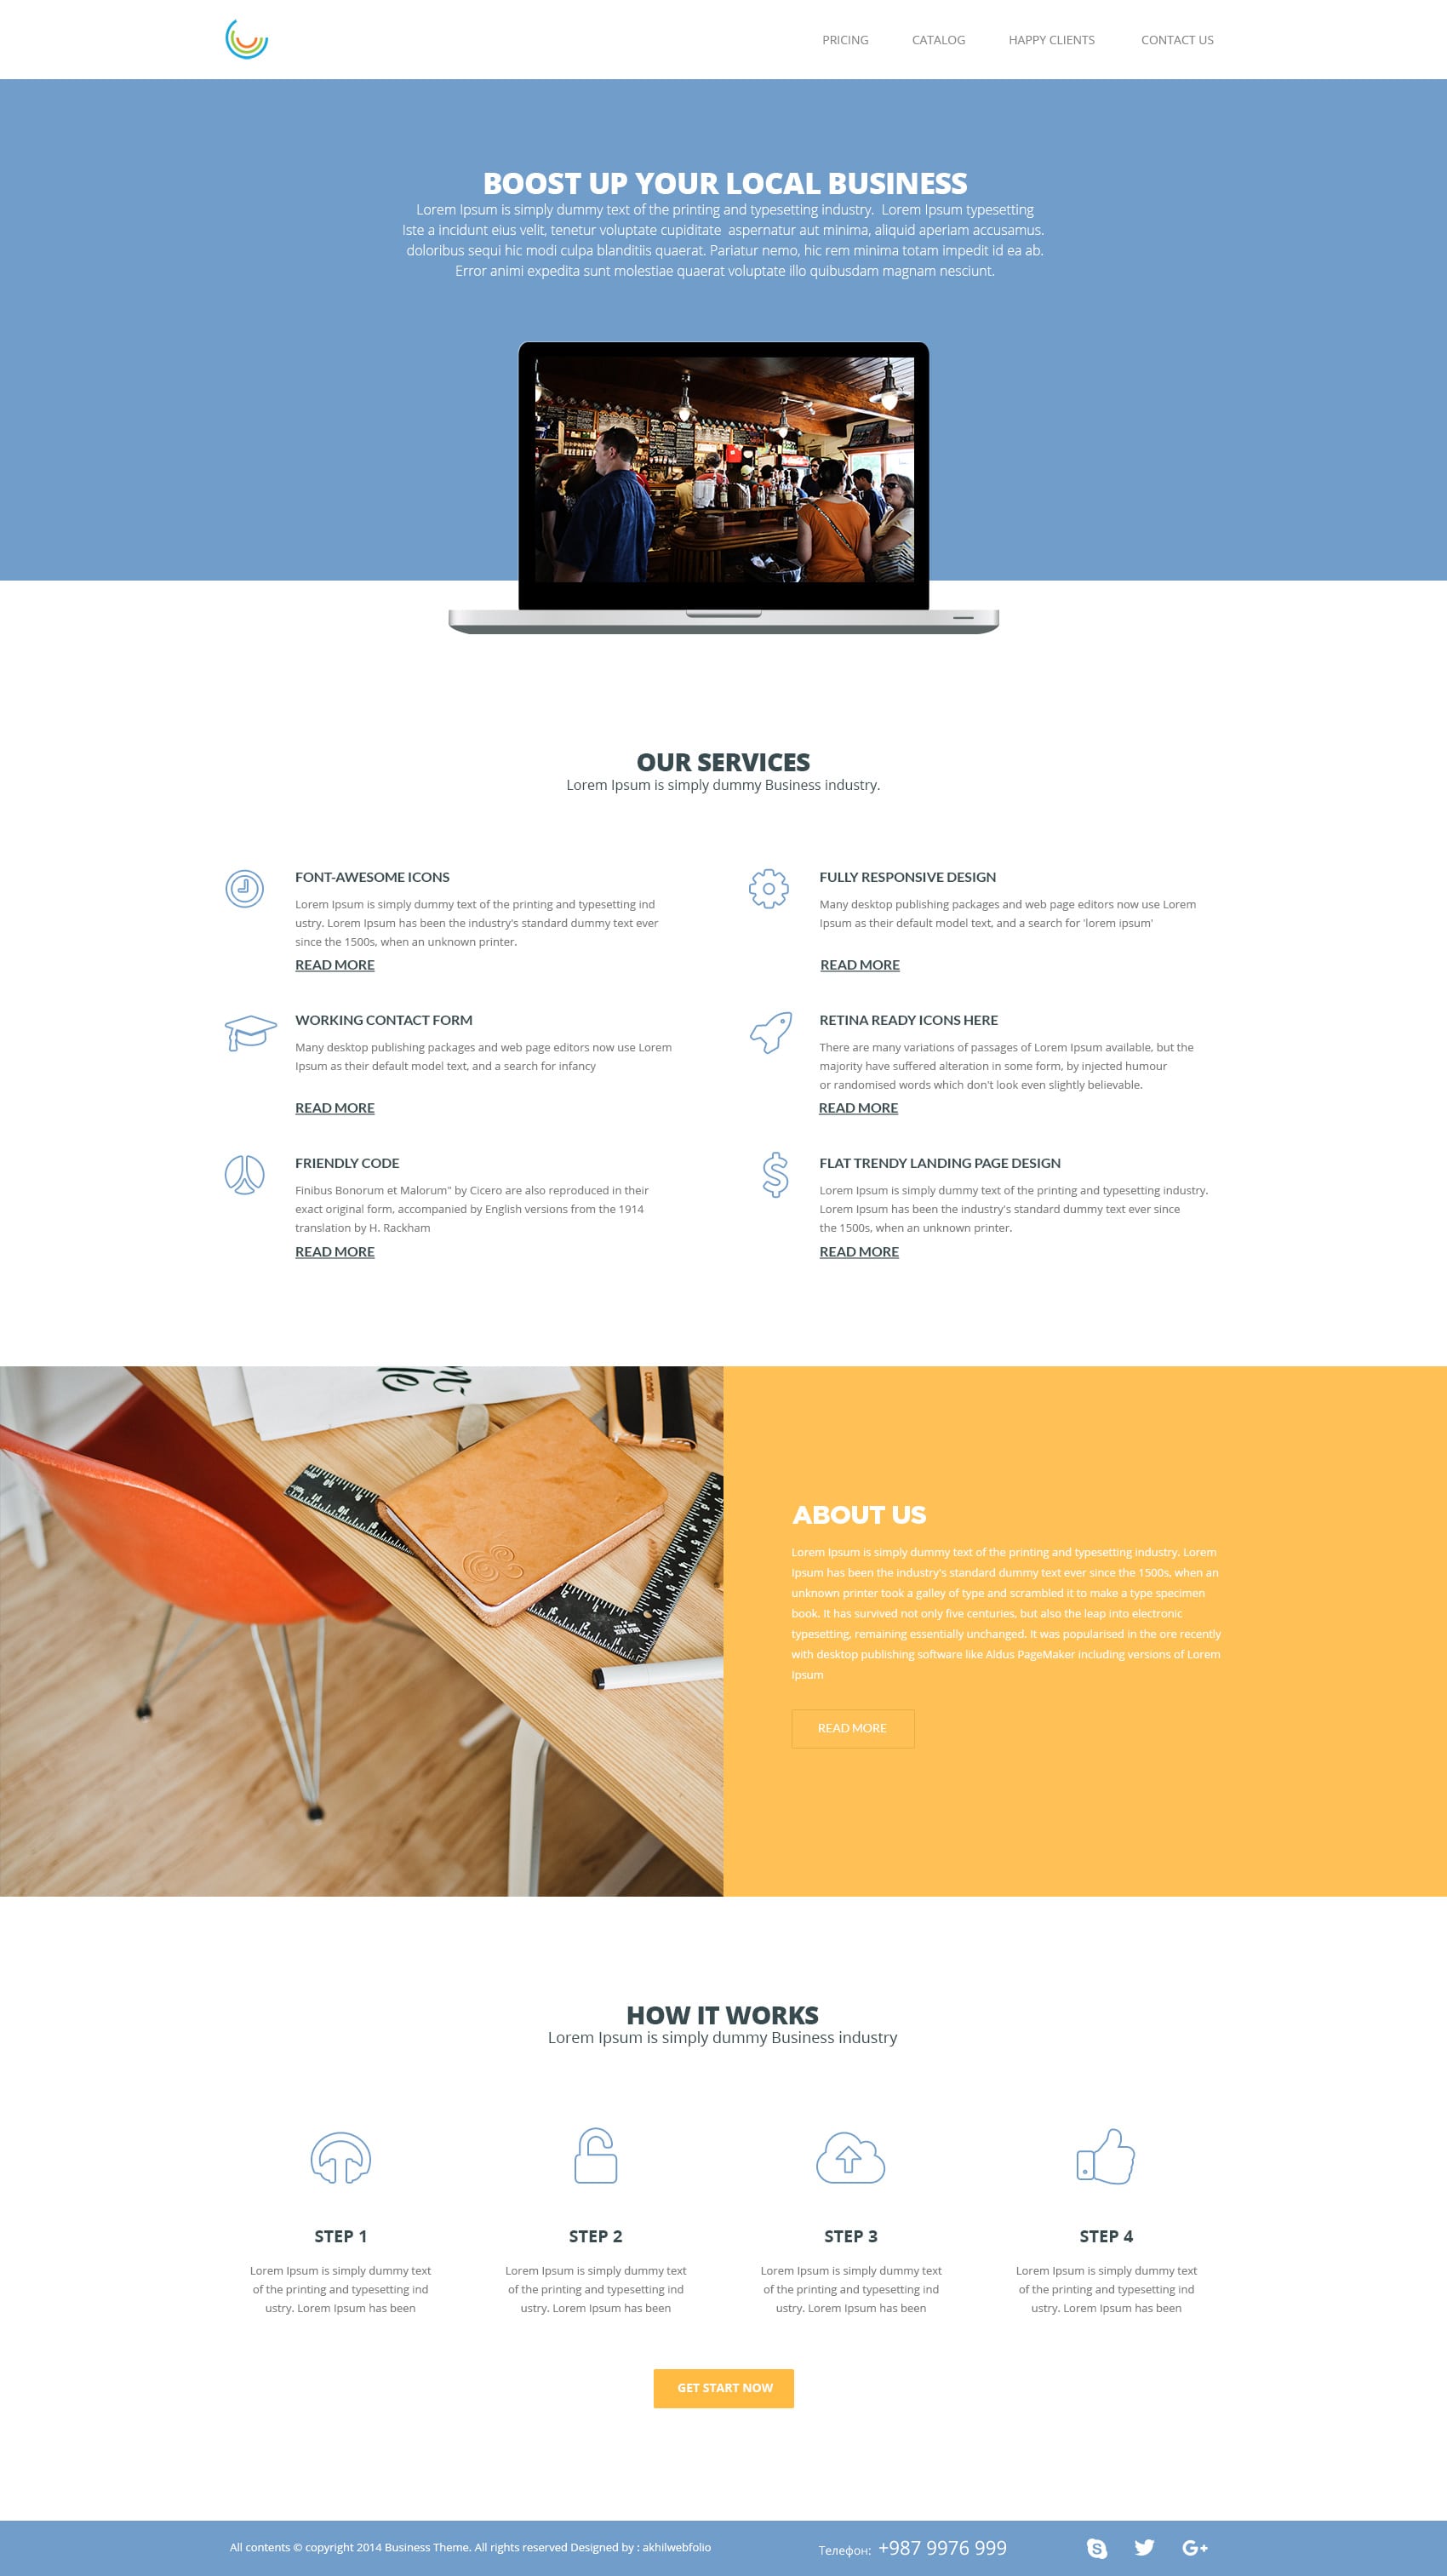 PRICING
CATALOG
HAPPY CLIENTS
CONTACT US
BOOST UP YOUR LOCAL BUSINESS
Lorem Ipsum is simply dummy text of the printing and typesetting industry.  Lorem Ipsum typesetting
Iste a incidunt eius velit, tenetur voluptate cupiditate  aspernatur aut minima, aliquid aperiam accusamus.
doloribus sequi hic modi culpa blanditiis quaerat. Pariatur nemo, hic rem minima totam impedit id ea ab.
Error animi expedita sunt molestiae quaerat voluptate illo quibusdam magnam nesciunt.
OUR SERVICES
Lorem Ipsum is simply dummy Business industry.
FONT-AWESOME ICONS
Lorem Ipsum is simply dummy text of the printing and typesetting ind
ustry. Lorem Ipsum has been the industry's standard dummy text ever
since the 1500s, when an unknown printer.
READ MORE
FULLY RESPONSIVE DESIGN
Many desktop publishing packages and web page editors now use Lorem
Ipsum as their default model text, and a search for 'lorem ipsum'
READ MORE
WORKING CONTACT FORM
Many desktop publishing packages and web page editors now use Lorem
Ipsum as their default model text, and a search for infancy
READ MORE
RETINA READY ICONS HERE
There are many variations of passages of Lorem Ipsum available, but the
majority have suffered alteration in some form, by injected humour
or randomised words which don't look even slightly believable.
READ MORE
FRIENDLY CODE
Finibus Bonorum et Malorum" by Cicero are also reproduced in their
exact original form, accompanied by English versions from the 1914
translation by H. Rackham
READ MORE
FLAT TRENDY LANDING PAGE DESIGN
Lorem Ipsum is simply dummy text of the printing and typesetting industry.
Lorem Ipsum has been the industry's standard dummy text ever since
the 1500s, when an unknown printer.
READ MORE
ABOUT US
Lorem Ipsum is simply dummy text of the printing and typesetting industry. Lorem
Ipsum has been the industry's standard dummy text ever since the 1500s, when an
unknown printer took a galley of type and scrambled it to make a type specimen
book. It has survived not only five centuries, but also the leap into electronic
typesetting, remaining essentially unchanged. It was popularised in the ore recently
with desktop publishing software like Aldus PageMaker including versions of Lorem
Ipsum
READ MORE
HOW IT WORKS
Lorem Ipsum is simply dummy Business industry
STEP 1
Lorem Ipsum is simply dummy text
of the printing and typesetting ind
ustry. Lorem Ipsum has been
STEP 2
Lorem Ipsum is simply dummy text
of the printing and typesetting ind
ustry. Lorem Ipsum has been
STEP 3
Lorem Ipsum is simply dummy text
of the printing and typesetting ind
ustry. Lorem Ipsum has been
STEP 4
Lorem Ipsum is simply dummy text
of the printing and typesetting ind
ustry. Lorem Ipsum has been
GET START NOW
All contents © copyright 2014 Business Theme. All rights reserved Designed by : akhilwebfolio
Телефон: +987 9976 999